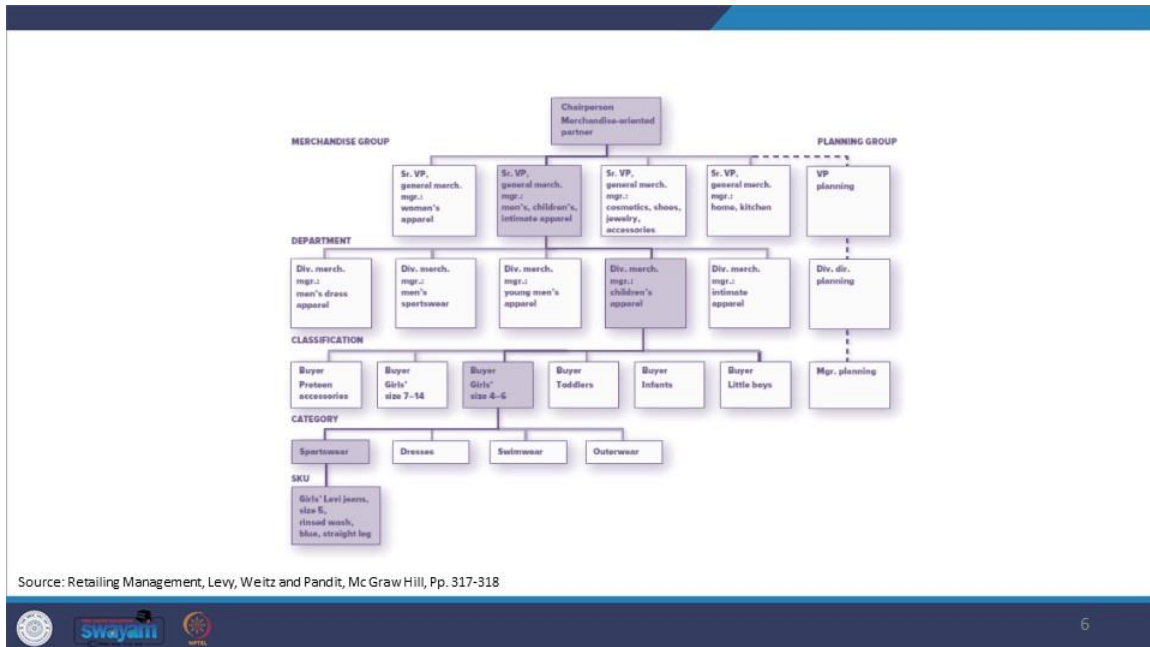 Chairperson
Merchandise-oriented
partner
MERCHANDISE GROUP
PLANNING GROUP
Sr. VP,
general merch.
mgr.:
women's
apparel
Sr. VP,
general merch.
mgr.:
men's, children's,
intimate apparel
Sr. VP,
general merch.
mgr.:
cosmetics, shoes,
jewelry,
accessories
Sr. VP,
general merch.
mgr.:
home, kitchen
VP
planning
DEPARTMENT
Div. merch.
mgr.:
men's dress
apparel
Div. merch.
mgr.:
men's
sportswear
Div. merch.
mgr.:
young men's
apparel
Div. merch.
mgr.:
children's
apparel
Div. merch.
mgr.:
intimate
apparel
Div. dir.
planning
CLASSIFICATION
Buyer
Preteen
accessories
Buyer
Girls'
size 7–14
Buyer
Girls'
size 4–6
Buyer
Toddlers
Buyer
Infants
Buyer
Little boys
Mgr. planning
CATEGORY
Sportswear
Dresses
Swimwear
Outerwear
SKU
Girls' Levi jeans,
size 5,
rinsed wash,
blue, straight leg
Source: Retailing Management, Levy, Weitz and Pandit, Mc Graw Hill, Pp. 317-318
swayam
NPTEL
6